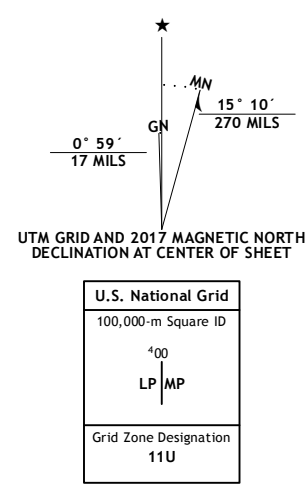 ★
MN
GN
15° 10´
270 MILS
0° 59´
17 MILS
UTM GRID AND 2017 MAGNETIC NORTH
DECLINATION AT CENTER OF SHEET
U.S. National Grid
100,000-m Square ID
⁴00
LP MP
Grid Zone Designation
11U